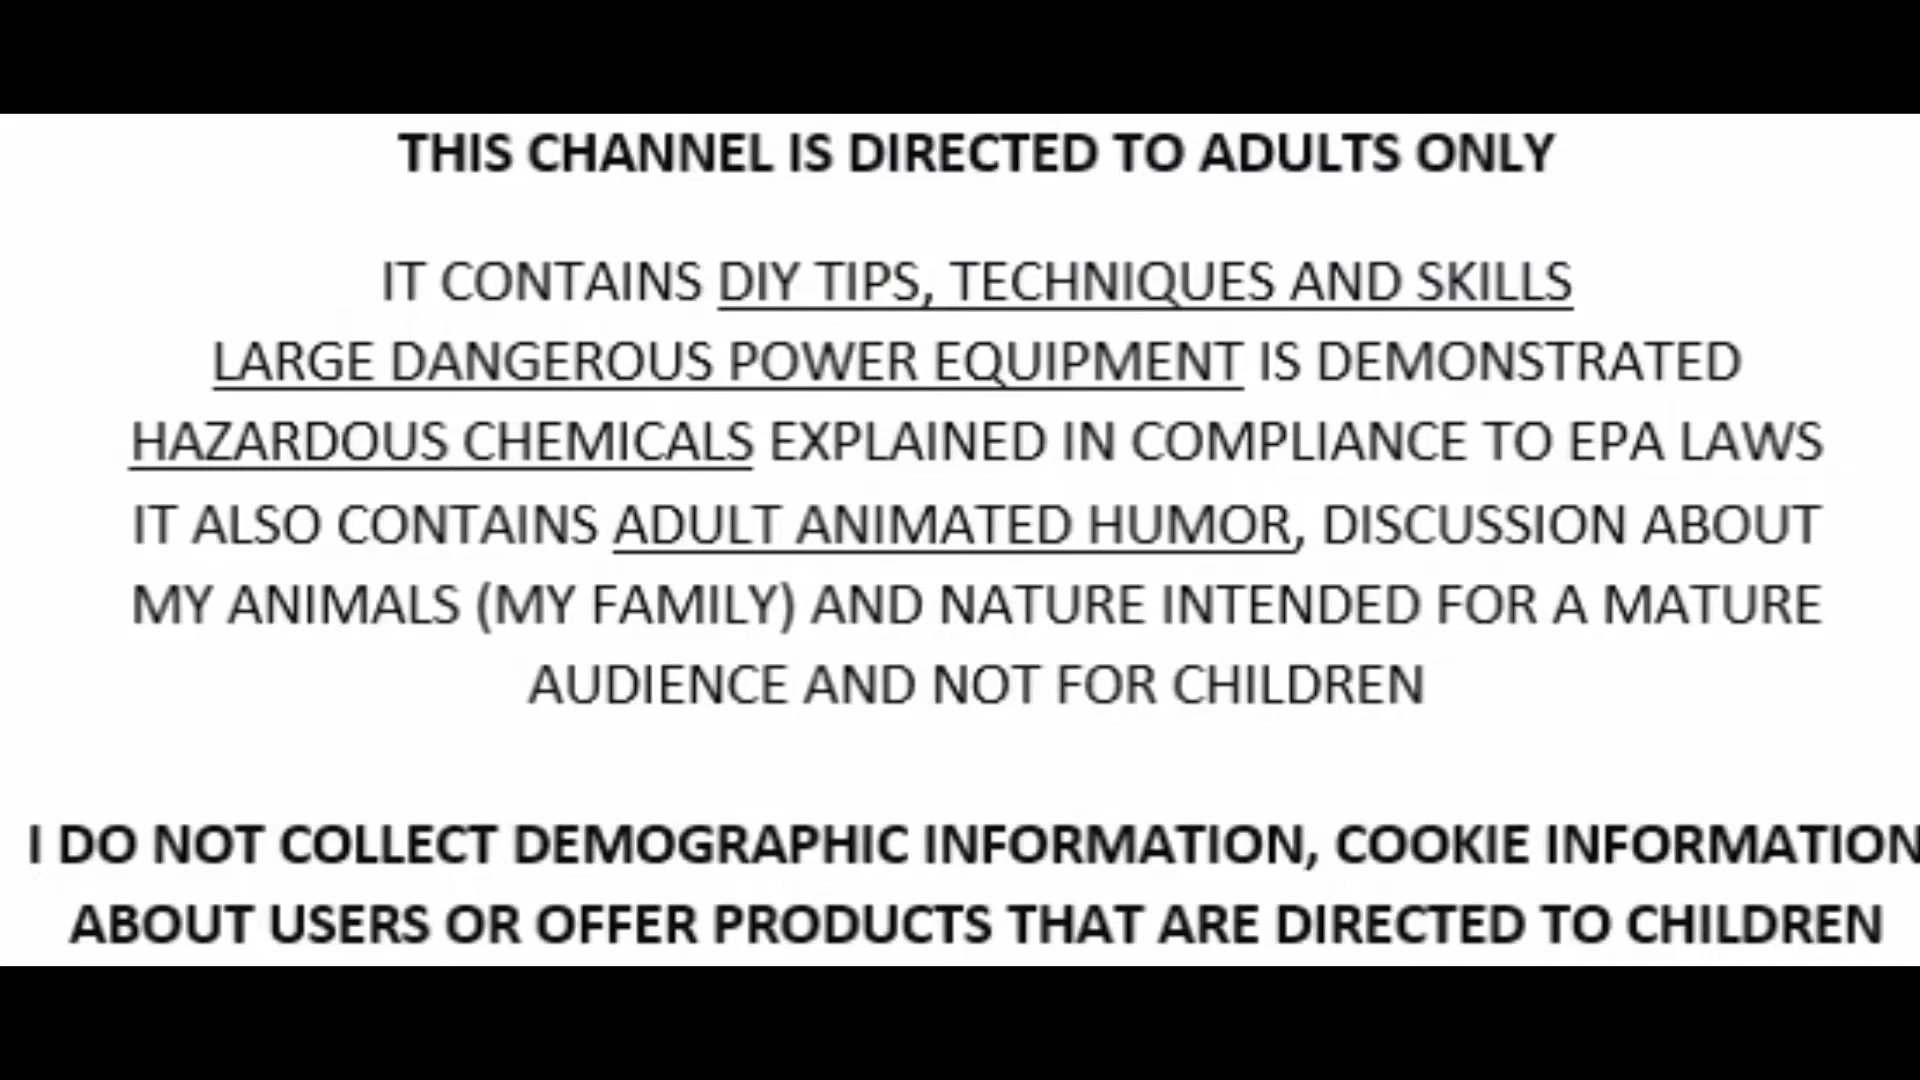 THIS CHANNEL IS DIRECTED TO ADULTS ONLY
IT CONTAINS DIY TIPS, TECHNIQUES AND SKILLS
LARGE DANGEROUS POWER EQUIPMENT IS DEMONSTRATED
HAZARDOUS CHEMICALS EXPLAINED IN COMPLIANCE TO EPA LAWS
IT ALSO CONTAINS ADULT ANIMATED HUMOR, DISCUSSION ABOUT
MY ANIMALS (MY FAMILY) AND NATURE INTENDED FOR A MATURE
AUDIENCE AND NOT FOR CHILDREN
I DO NOT COLLECT DEMOGRAPHIC INFORMATION, COOKIE INFORMATION
ABOUT USERS OR OFFER PRODUCTS THAT ARE DIRECTED TO CHILDREN